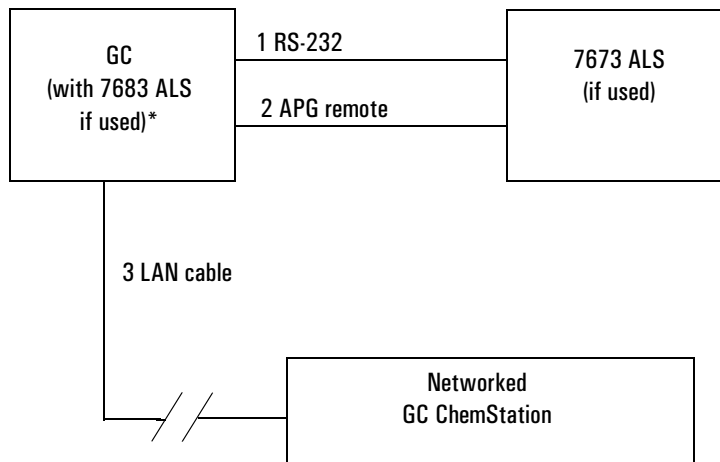 GC
(with 7683 ALS
if used)*
1 RS-232
2 APG remote
7673 ALS
(if used)
3 LAN cable
Networked
GC ChemStation